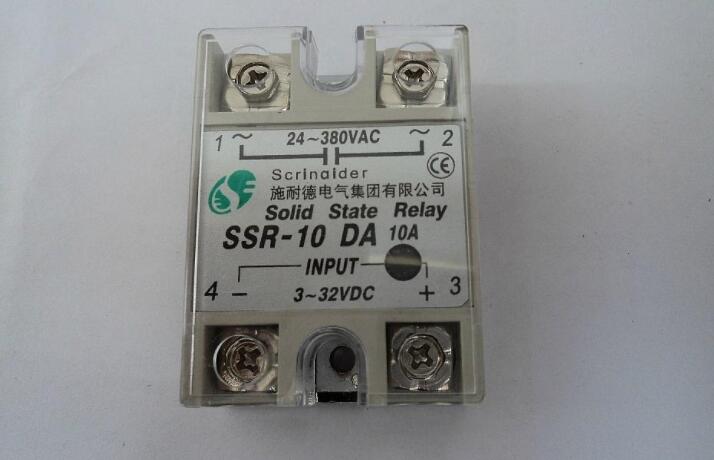 1 ~ 24~380VAC ~ 2
Scrinaider
CE
施耐德电气集团有限公司
Solid State Relay
SSR-10 DA 10A
INPUT
4 - 3~32VDC + 3